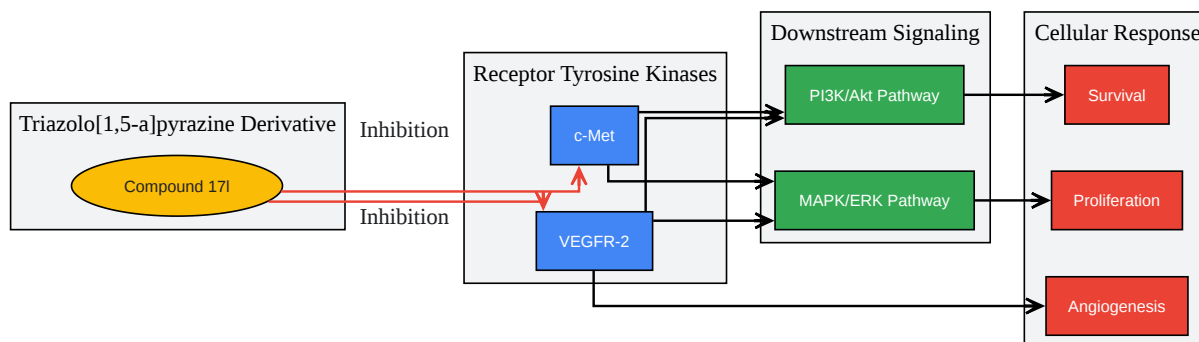 Triazolo[1,5-a]pyrazine Derivative
Compound 17l
Inhibition
Inhibition
Receptor Tyrosine Kinases
c-Met
VEGFR-2
Downstream Signaling
PI3K/Akt Pathway
MAPK/ERK Pathway
Cellular Response
Survival
Proliferation
Angiogenesis